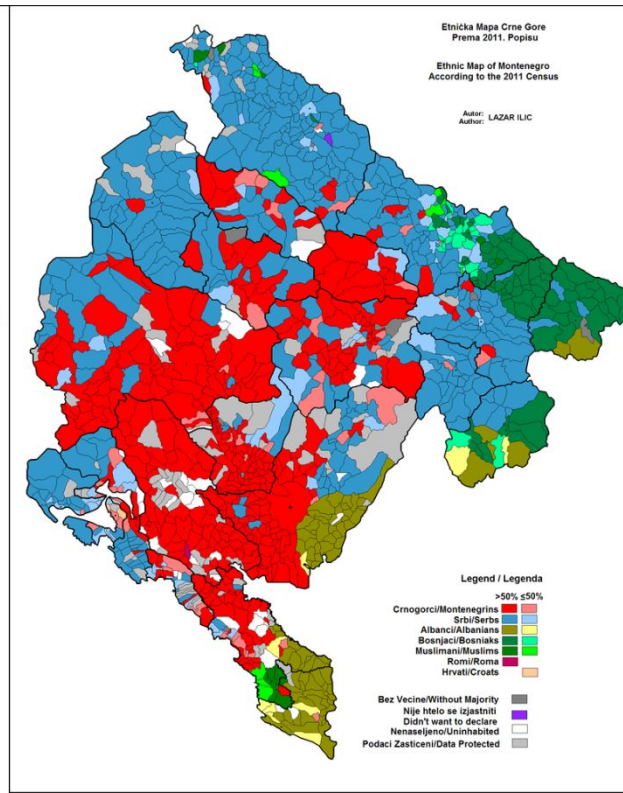 Etnička Mapa Crne Gore
Prema 2011. Popisu
Ethnic Map of Montenegro
According to the 2011 Census
Autor:
Author: LAZAR ILIC
Legend / Legenda
>50% ≤50%
Crnogorci/Montenegrins
Srbi/Serbs
Albanci/Albanians
Bosnjaci/Bosniaks
Muslimani/Muslims
Romi/Roma
Hrvati/Croats
Bez Vecine/Without Majority
Nije htelo se izjastniti
Didn't want to declare
Nenaseljeno/Uninhabited
Podaci Zasticeni/Data Protected